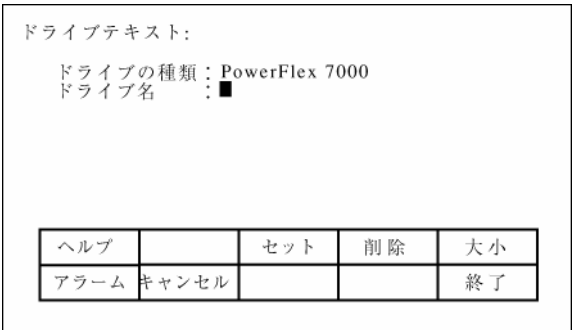 ドライブテキスト:
ドライブの種類：PowerFlex 7000
ドライブ名　　：
ヘルプ　セット　削除　大小
アラーム　キャンセル　終了